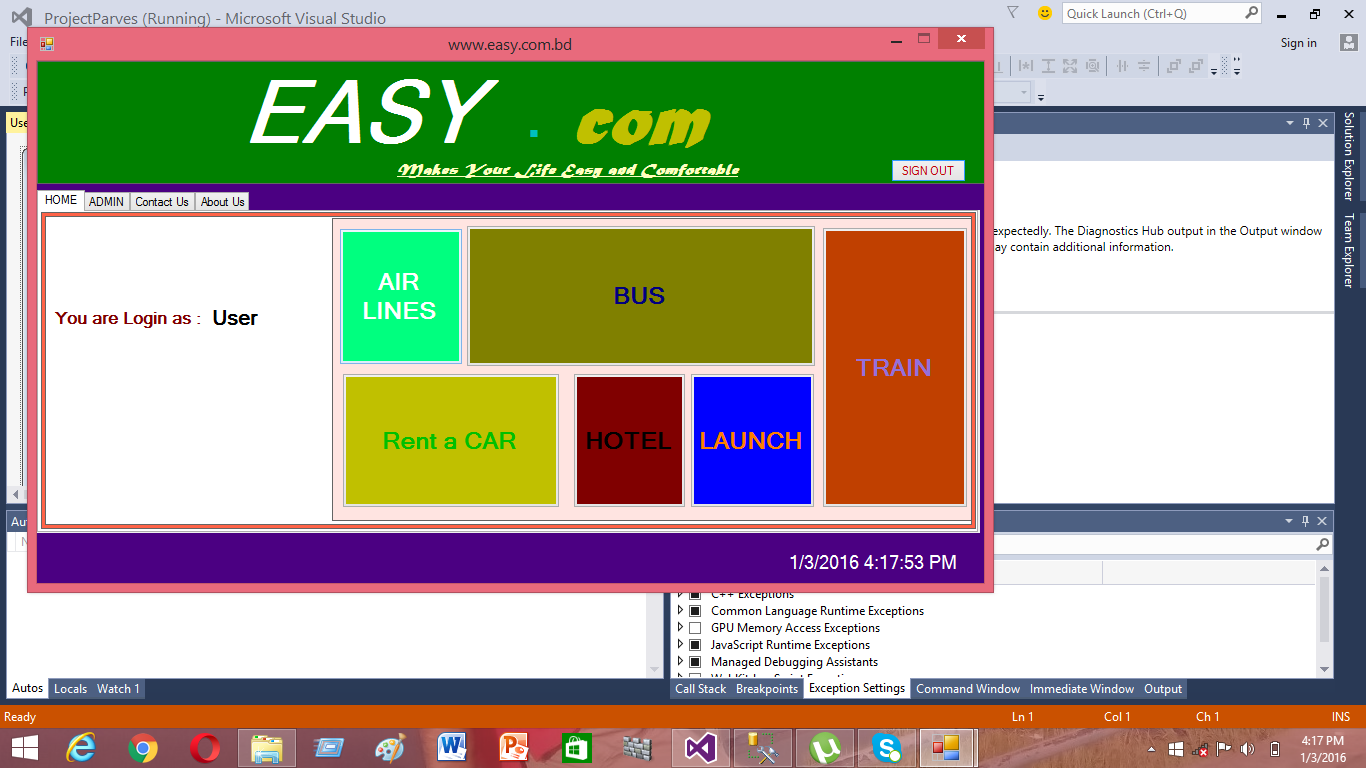 ProjectParves (Running) - Microsoft Visual Studio
Quick Launch (Ctrl+Q)
Sign in
www.easy.com.bd
EASY . com
Makes Your Life Easy and Comfortable
SIGN OUT
HOME ADMIN Contact Us About Us
You are Login as : User
AIR
LINES
BUS
TRAIN
Rent a CAR
HOTEL
LAUNCH
1/3/2016 4:17:53 PM
Solution Explorer
Team Explorer
expectedly. The Diagnostics Hub output in the Output window
ay contain additional information.
C++ Exceptions
Common Language Runtime Exceptions
GPU Memory Access Exceptions
JavaScript Runtime Exceptions
Managed Debugging Assistants
Autos Locals Watch 1
Call Stack Breakpoints Exception Settings Command Window Immediate Window Output
Ready
Ln 1 Col 1 Ch 1 INS
4:17 PM
1/3/2016